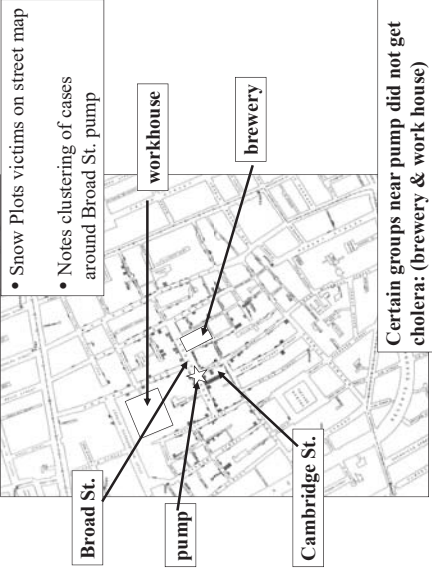 • Snow Plots victims on street map
• Notes clustering of cases
around Broad St. pump
workhouse
brewery
Broad St.
pump
Cambridge St.
Certain groups near pump did not get
cholera: (brewery & work house)